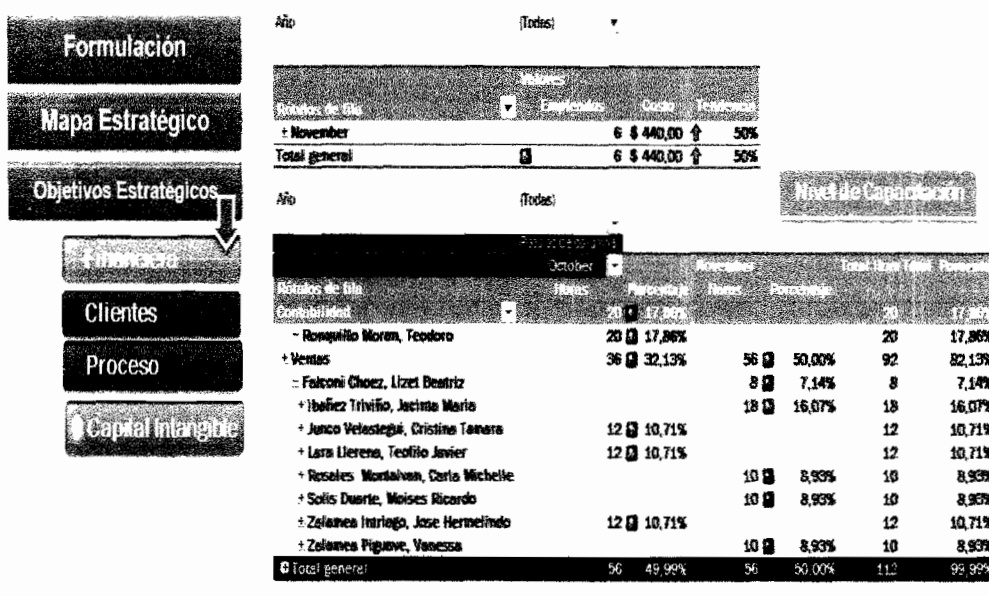 Formulación
Mapa Estratégico
Objetivos Estratégicos
Financiera
Clientes
Proceso
Capital Intangible
Año (Todas)
Valores
Rótulos de fila Empleados Costo Tendencia
+ November 6 $ 440,00 50%
Total general 6 $ 440,00 50%
Nivel de Capacitación
Año (Todas)
October November
Rótulos de fila Horas Porcentaje Horas Porcentaje
Contabilidad 20 17,86% 20 17,86%
- Ronquillo Moran, Teodoro 20 17,86% 20 17,86%
+ Ventas 36 32,13% 56 50,00% 92 82,13%
Falconi Choez, Lizet Beatriz 8 7,14% 8 7,14%
+ Ibañez Triviño, Jacinta Maria 18 16,07% 18 16,07%
+ Junco Velastegui, Cristina Tamara 12 10,71% 12 10,71%
+ Lara Llerena, Teofilo Javier 12 10,71% 12 10,71%
+ Rosales Montalvan, Carla Michelle 10 8,93% 10 8,93%
+ Solis Duarte, Moises Ricardo 10 8,93% 10 8,93%
+ Zelamea Intriago, Jose Hermelindo 12 10,71% 12 10,71%
+ Zelamea Piguave, Vanessa 10 8,93% 10 8,93%
Total general 56 49,99% 56 50,00% 112 99,99%